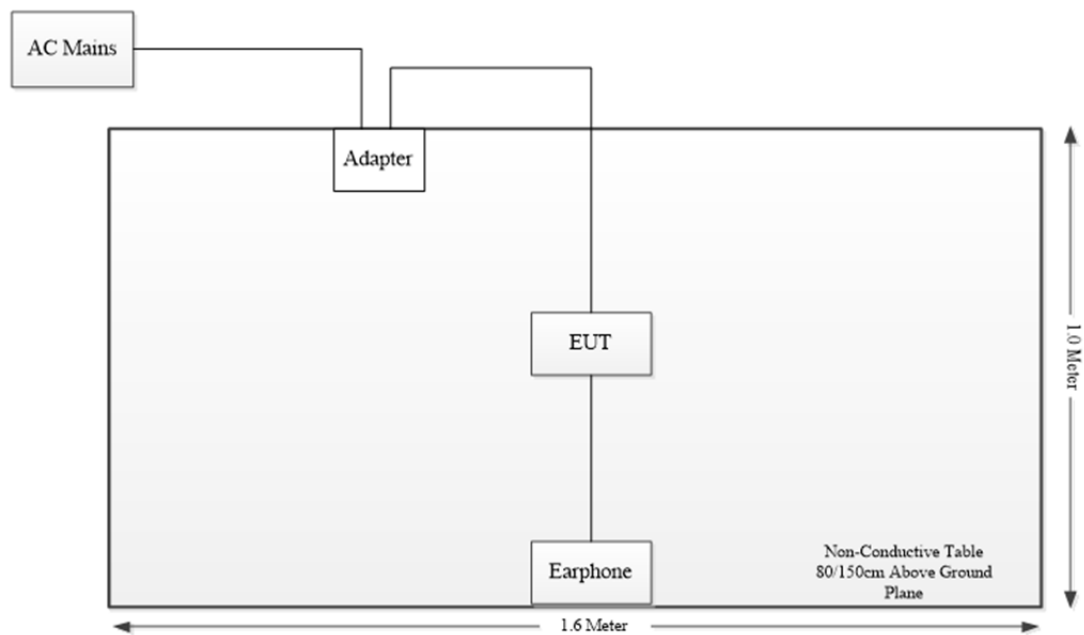 AC Mains
Adapter
EUT
1.0 Meter
Earphone
Non-Conductive Table
80/150cm Above Ground
Plane
1.6 Meter